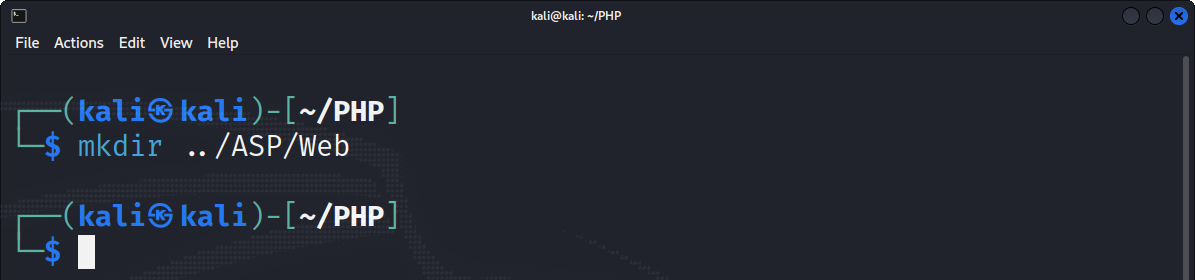 kali@kali: ~/PHP
File Actions Edit View Help
┌──(kali㉿kali)-[~/PHP]
└─$ mkdir ../ASP/Web
┌──(kali㉿kali)-[~/PHP]
└─$